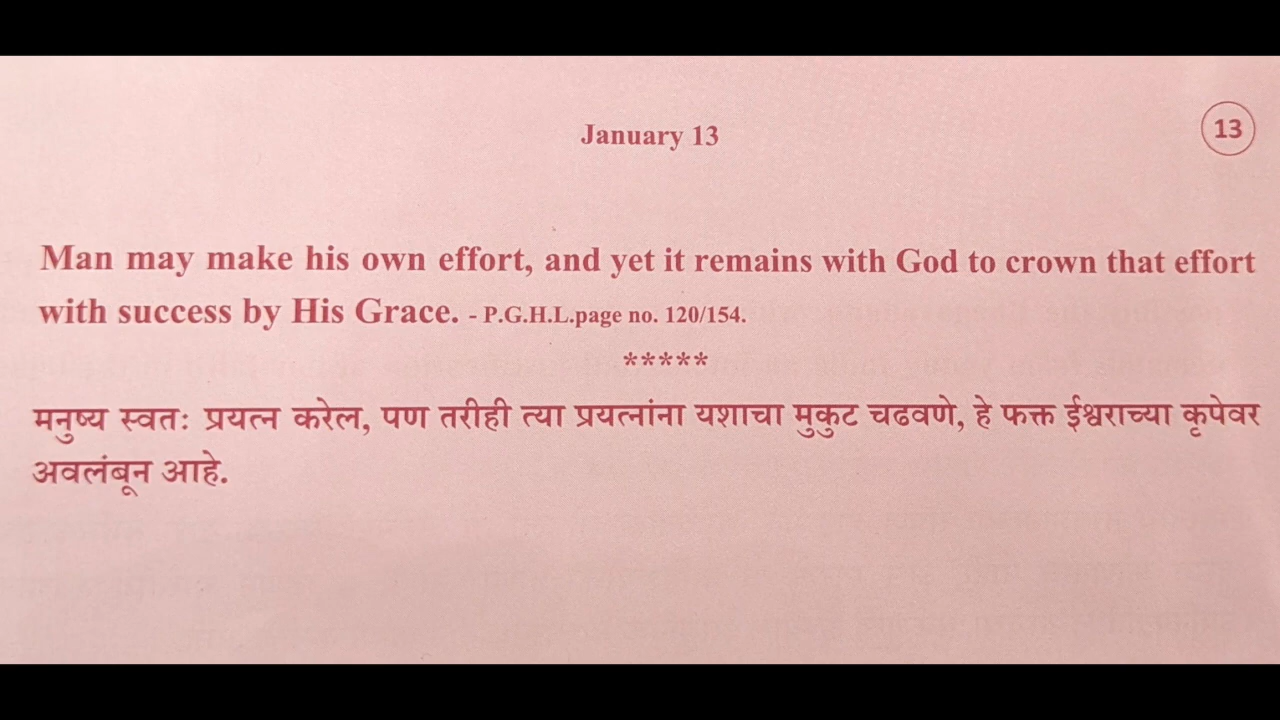 January 13
13
Man may make his own effort, and yet it remains with God to crown that effort
with success by His Grace. - P.G.H.L.page no. 120/154.
*****
मनुष्य स्वतः प्रयत्न करेल, पण तरीही त्या प्रयत्नांना यशाचा मुकुट चढवणे, हे फक्त ईश्वराच्या कृपेवर
अवलंबून आहे.